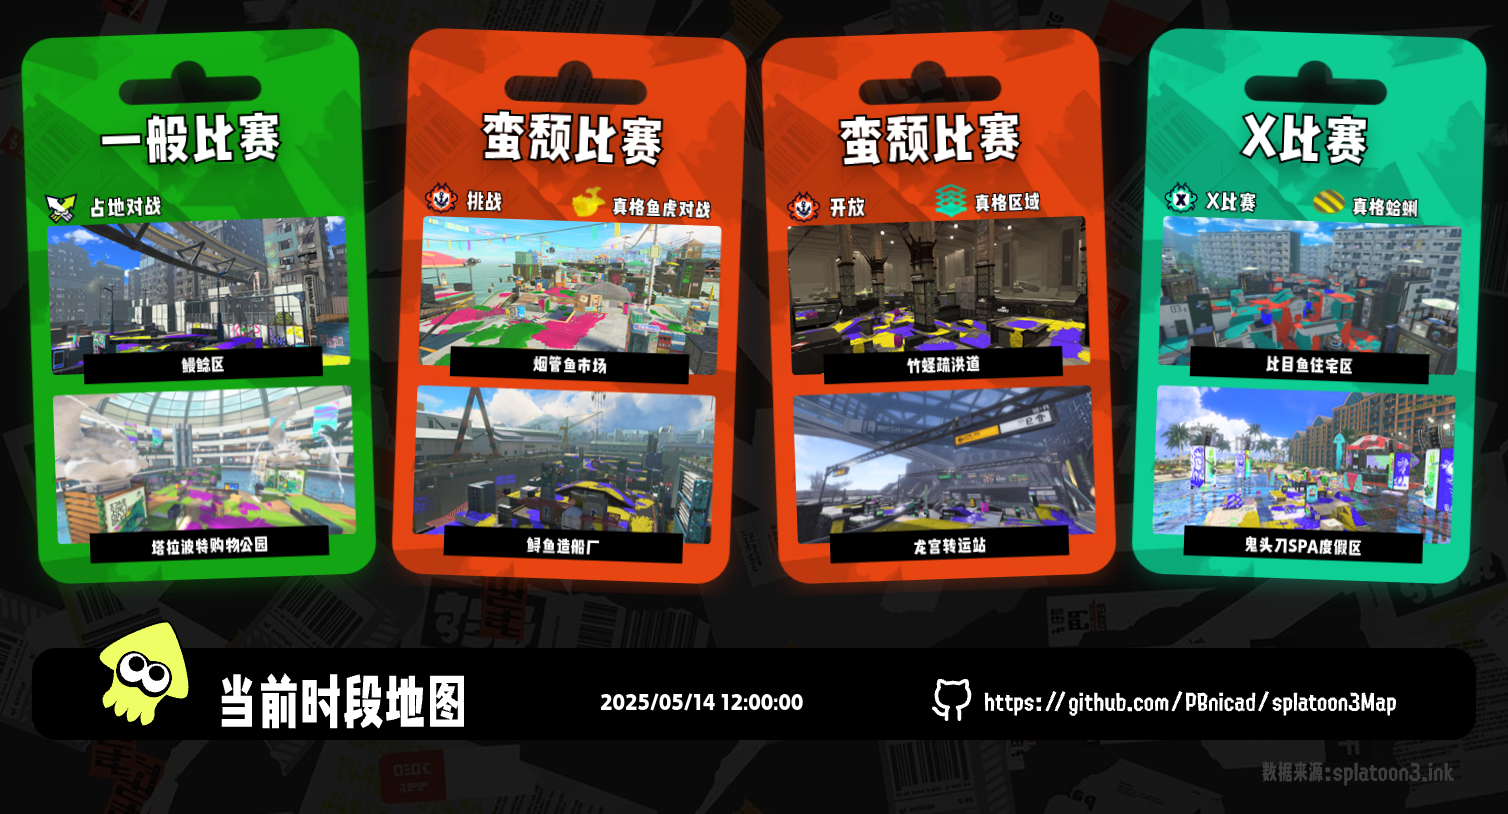 一般比赛
占地对战
鳗鲶区
塔拉波特购物公园
蛮颓比赛
挑战
真格鱼虎对战
烟管鱼市场
鲟鱼造船厂
蛮颓比赛
开放
真格区域
竹蛏疏洪道
龙宫转运站
X比赛
X比赛
真格蛤蜊
比目鱼住宅区
鬼头刀SPA度假区
当前时段地图
2025/05/14 12:00:00
https://github.com/PBnicad/splatoon3Map
数据来源:splatoon3.ink